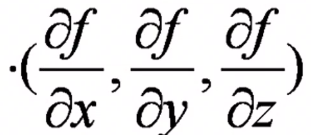 ·(∂f/∂x, ∂f/∂y, ∂f/∂z)